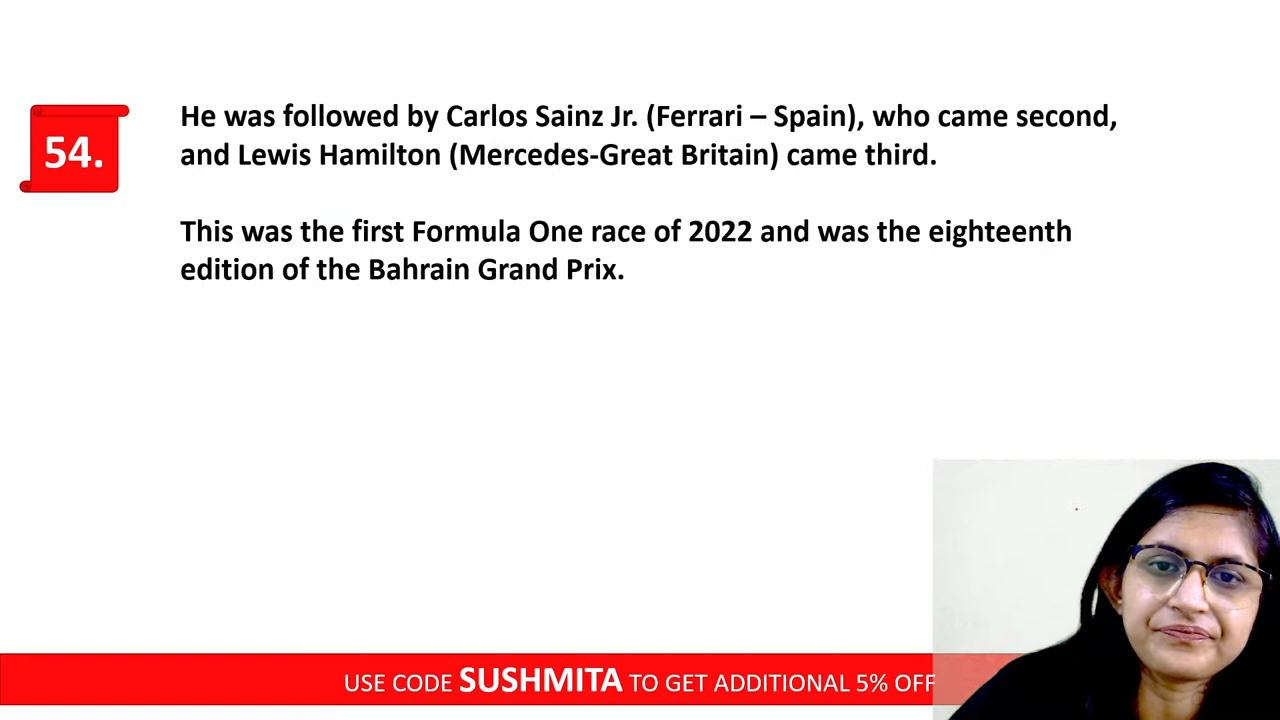 54.
He was followed by Carlos Sainz Jr. (Ferrari – Spain), who came second,
and Lewis Hamilton (Mercedes-Great Britain) came third.
This was the first Formula One race of 2022 and was the eighteenth
edition of the Bahrain Grand Prix.
USE CODE SUSHMITA TO GET ADDITIONAL 5% OFF